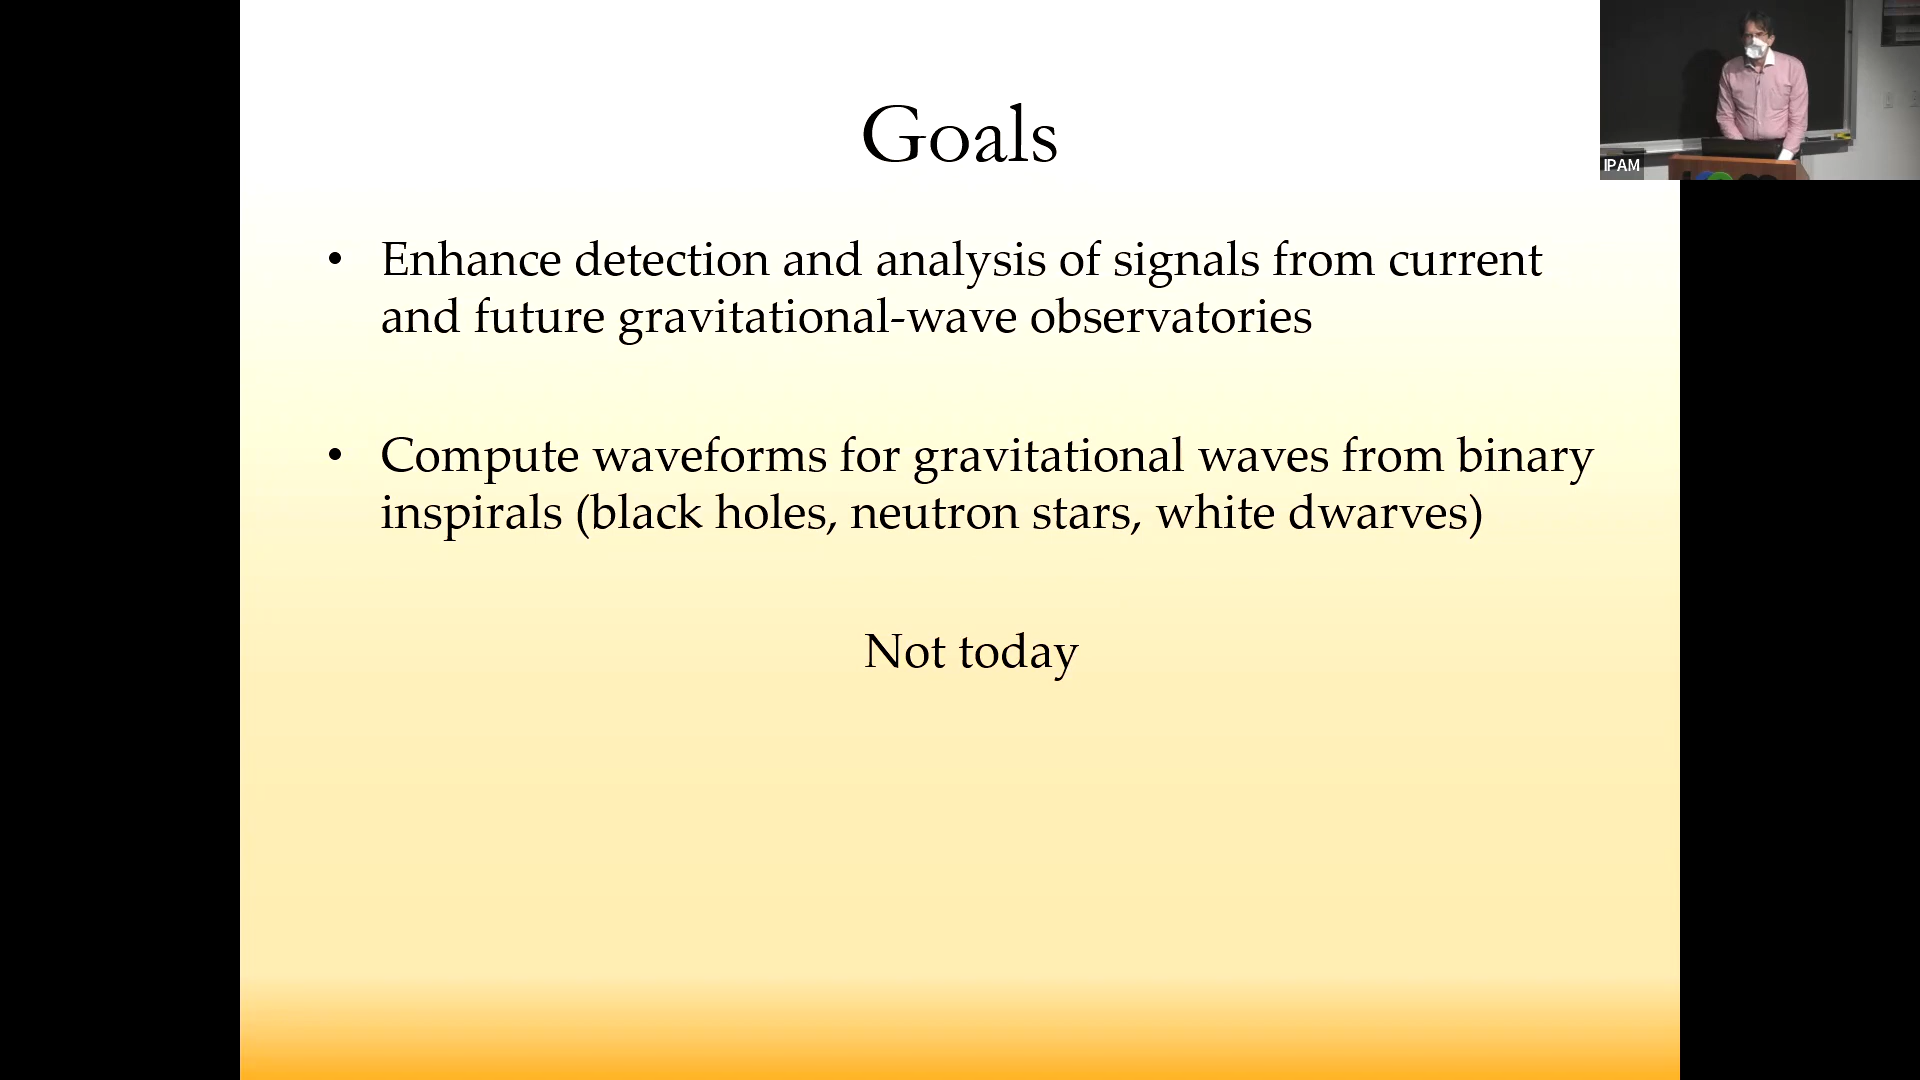 Goals
• Enhance detection and analysis of signals from current
and future gravitational-wave observatories
• Compute waveforms for gravitational waves from binary
inspirals (black holes, neutron stars, white dwarves)
Not today
IPAM